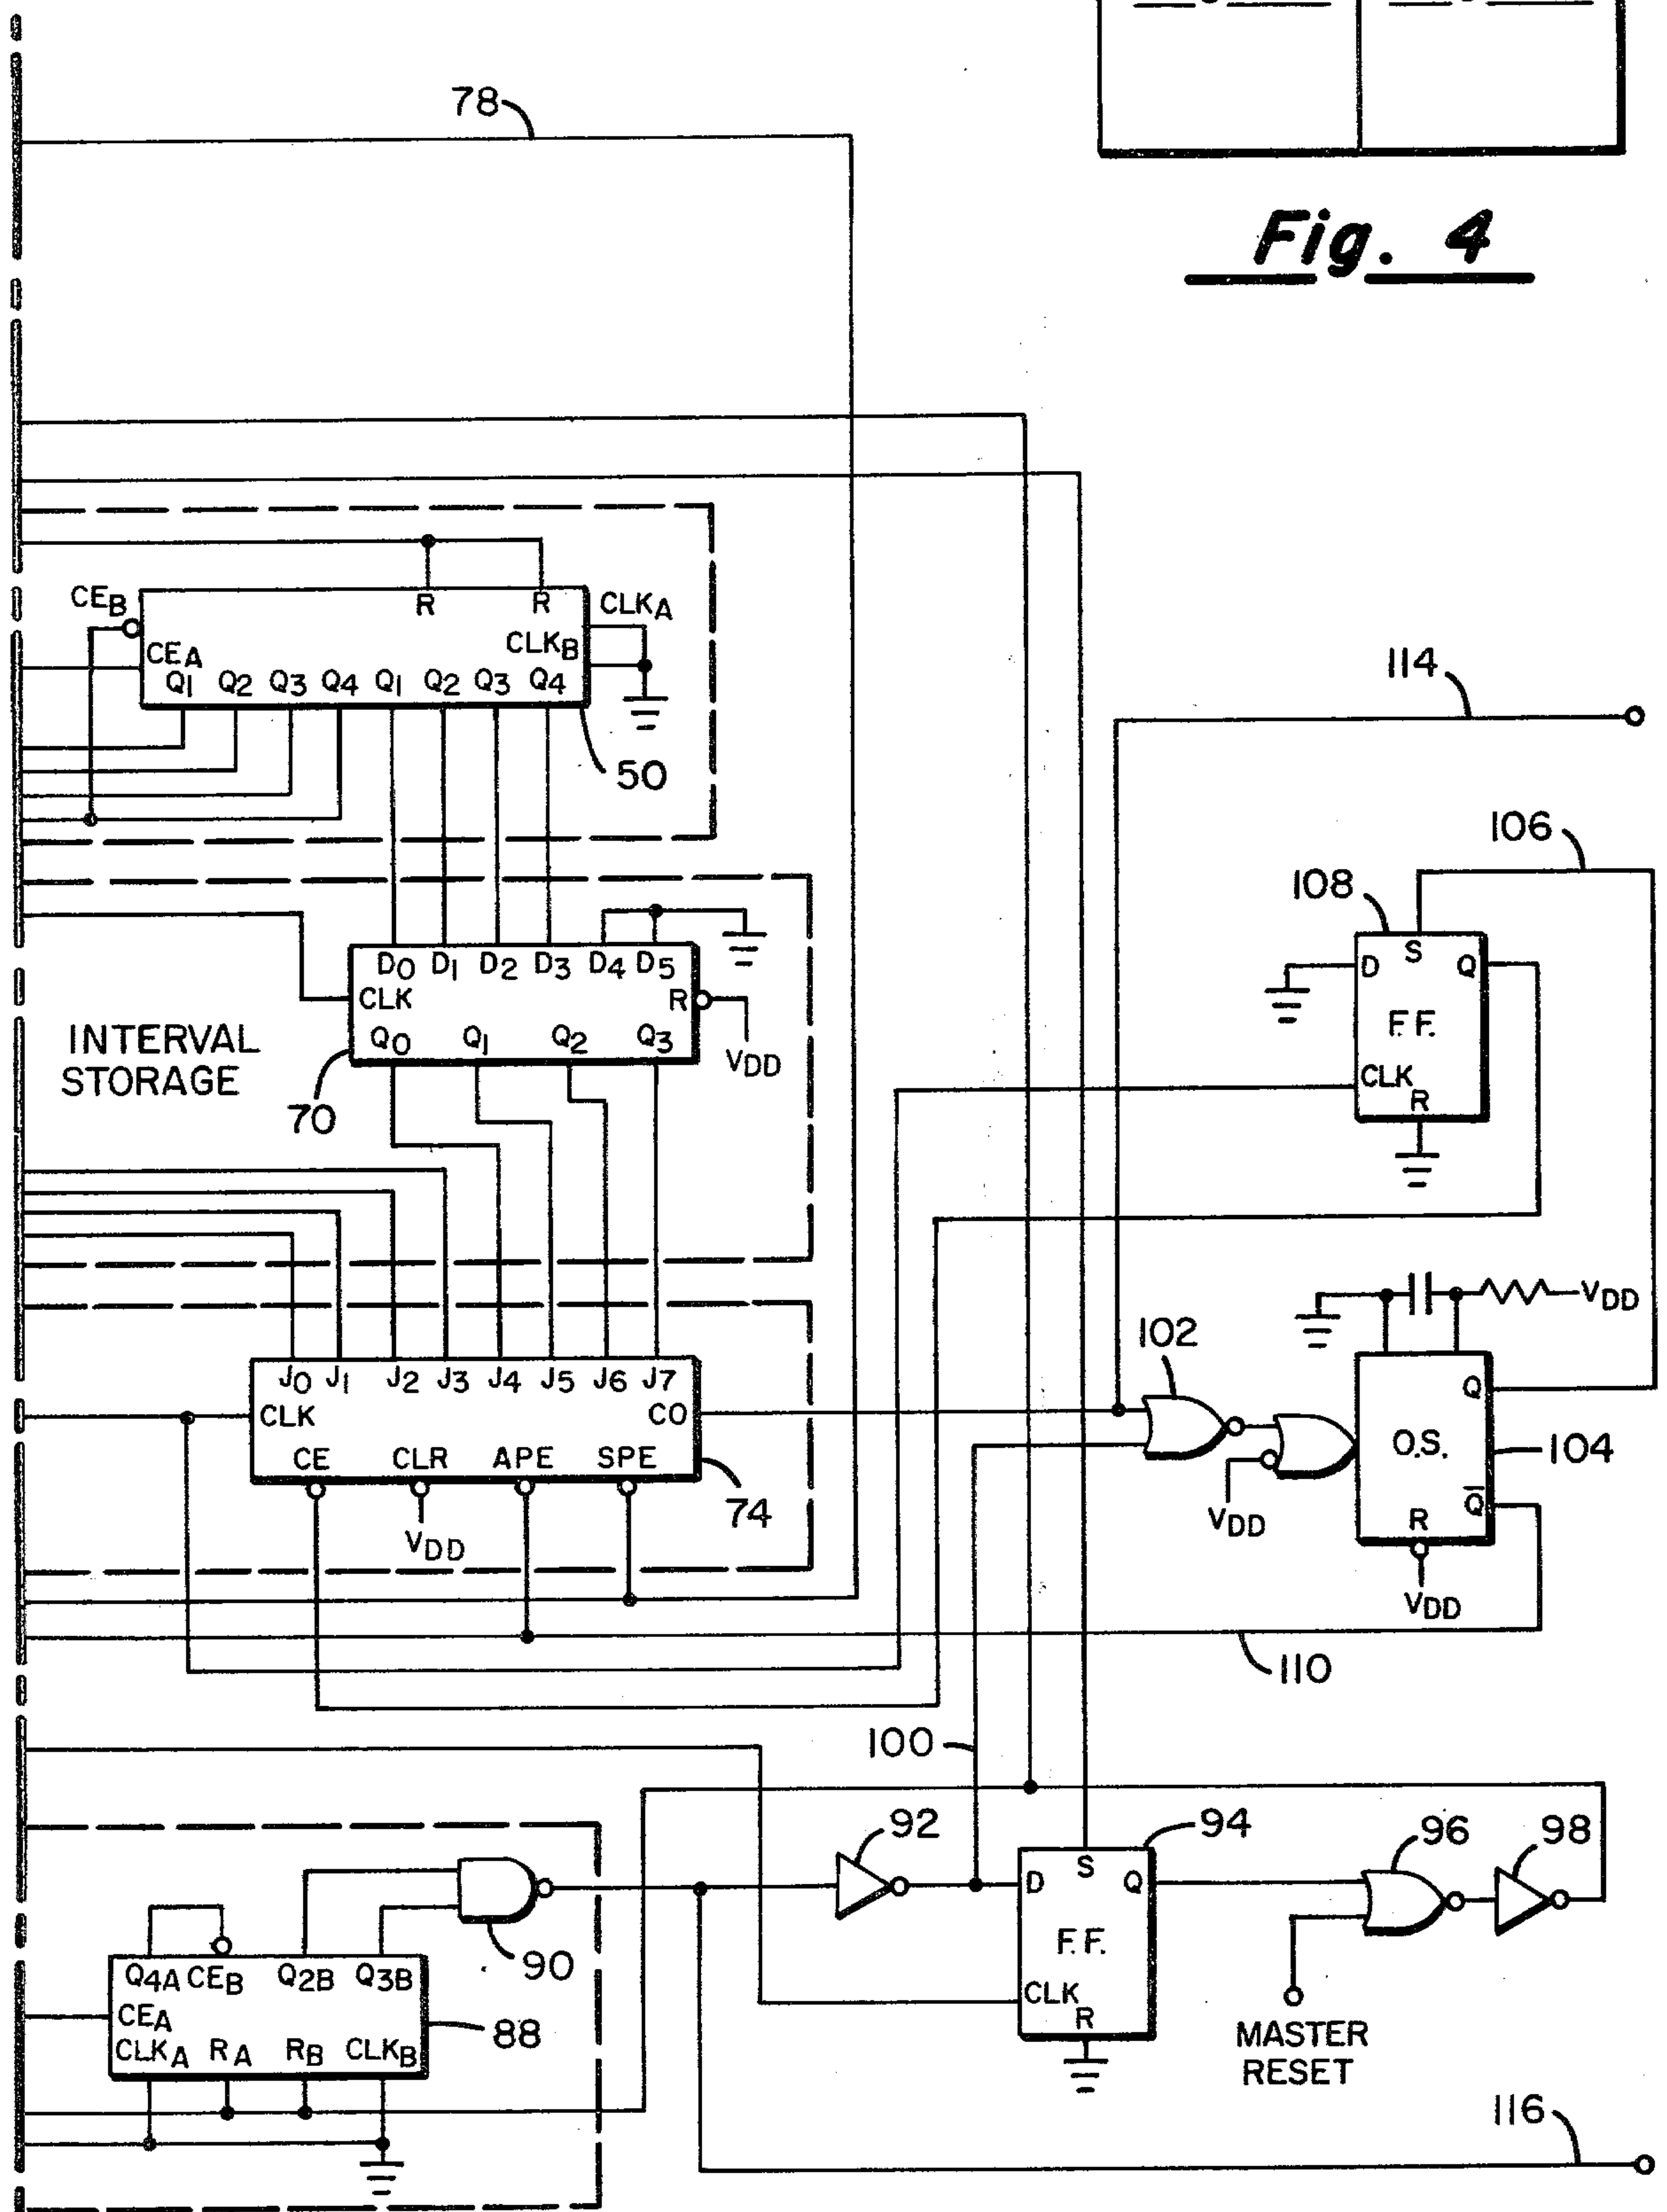 78
Fig. 4
CEB
R R
CLKA
CLKB
CEA
Q1 Q2 Q3 Q4 Q1 Q2 Q3 Q4
50
114
106
108
S
D Q
F.F.
CLK
R
D0 D1 D2 D3 D4 D5
CLK R
Q0 Q1 Q2 Q3
VDD
INTERVAL
STORAGE
70
VDD
102
J0 J1 J2 J3 J4 J5 J6 J7
CLK CO
CE CLR APE SPE
VDD
74
VDD
Q
O.S.
104
Q̅
R
VDD
110
100
92
94
96
98
S
D Q
F.F.
CLK
R
90
Q4A CEB Q2B Q3B
CEA
CLKA RA RB CLKB
88
MASTER
RESET
116